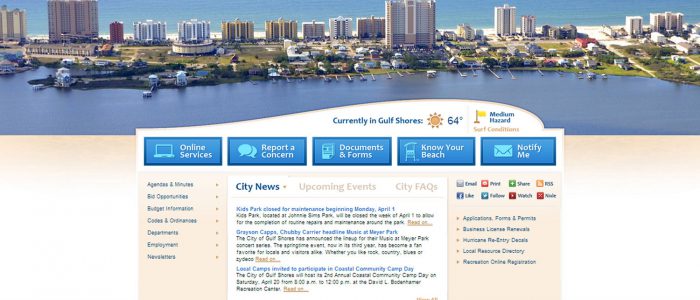 Currently in Gulf Shores: 64°
Medium
Hazard
Surf Conditions
Online
Services
Report a
Concern
Documents
& Forms
Know Your
Beach
Notify
Me
Agendas & Minutes
Bid Opportunities
Budget Information
Codes & Ordinances
Departments
Employment
Newsletters
City News
Upcoming Events
City FAQs
Kids Park closed for maintenance beginning Monday, April 1
Kids Park, located at Johnnie Sims Park, will be closed the week of April 1 to allow
for the completion of routine repairs and maintenance around the park. Read on...
Grayson Capps, Chubby Carrier headline Music at Meyer Park
The City of Gulf Shores has announced the lineup for their Music at Meyer Park
concert series. The springtime event, now in its third year, has become a fan
favorite for locals and visitors alike. Whether you like rock, country, blues or
zydeco Read on...
Local Camps invited to participate in Coastal Community Camp Day
The City of Gulf Shores will host its 2nd Annual Coastal Community Camp Day on
Saturday, April 20 from 8:00 a.m. to 12:00 p.m. at the David L. Bodenhamer
Recreation Center. Read on...
View All
Email Print Share RSS
Like Follow Watch Nixle
Applications, Forms & Permits
Business License Renewals
Hurricane Re-Entry Decals
Local Resource Directory
Recreation Online Registration